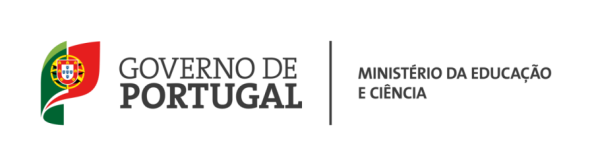 GOVERNO DE
PORTUGAL
MINISTÉRIO DA EDUCAÇÃO
E CIÊNCIA